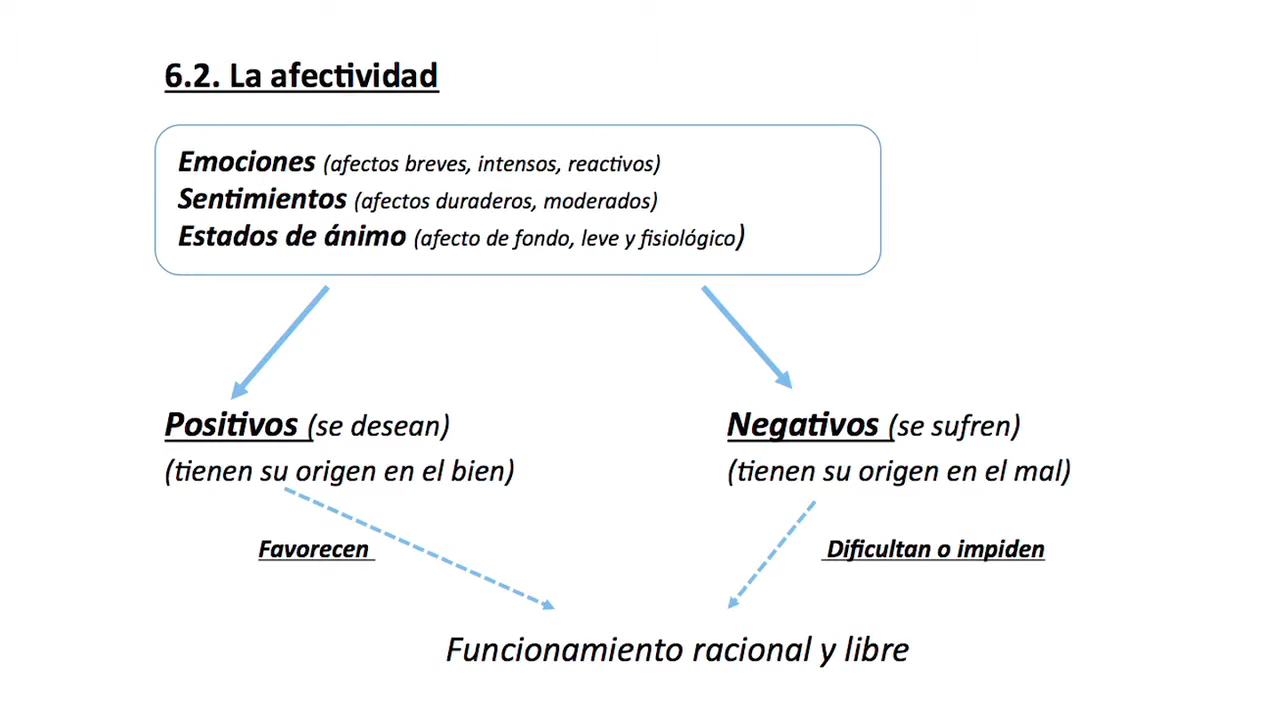 6.2. La afectividad
Emociones (afectos breves, intensos, reactivos)
Sentimientos (afectos duraderos, moderados)
Estados de ánimo (afecto de fondo, leve y fisiológico)
Positivos (se desean)
(tienen su origen en el bien)
Negativos (se sufren)
(tienen su origen en el mal)
Favorecen
Dificultan o impiden
Funcionamiento racional y libre